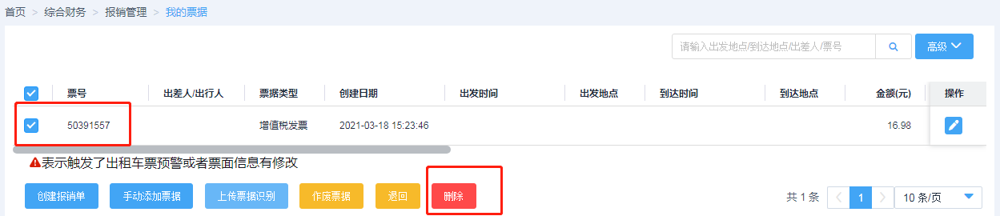 首页 > 综合财务 > 报销管理 > 我的票据
请输入出发地点/到达地点/出差人/票号
高级
票号 出差人/出行人 票据类型 创建日期 出发时间 出发地点 到达时间 到达地点 金额(元) 操作
50391557 增值税发票 2021-03-18 15:23:46 16.98
表示触发了出租车票预警或者票面信息有修改
创建报销单 手动添加票据 上传票据识别 作废票据 退回 删除 共 1 条 1 10 条/页